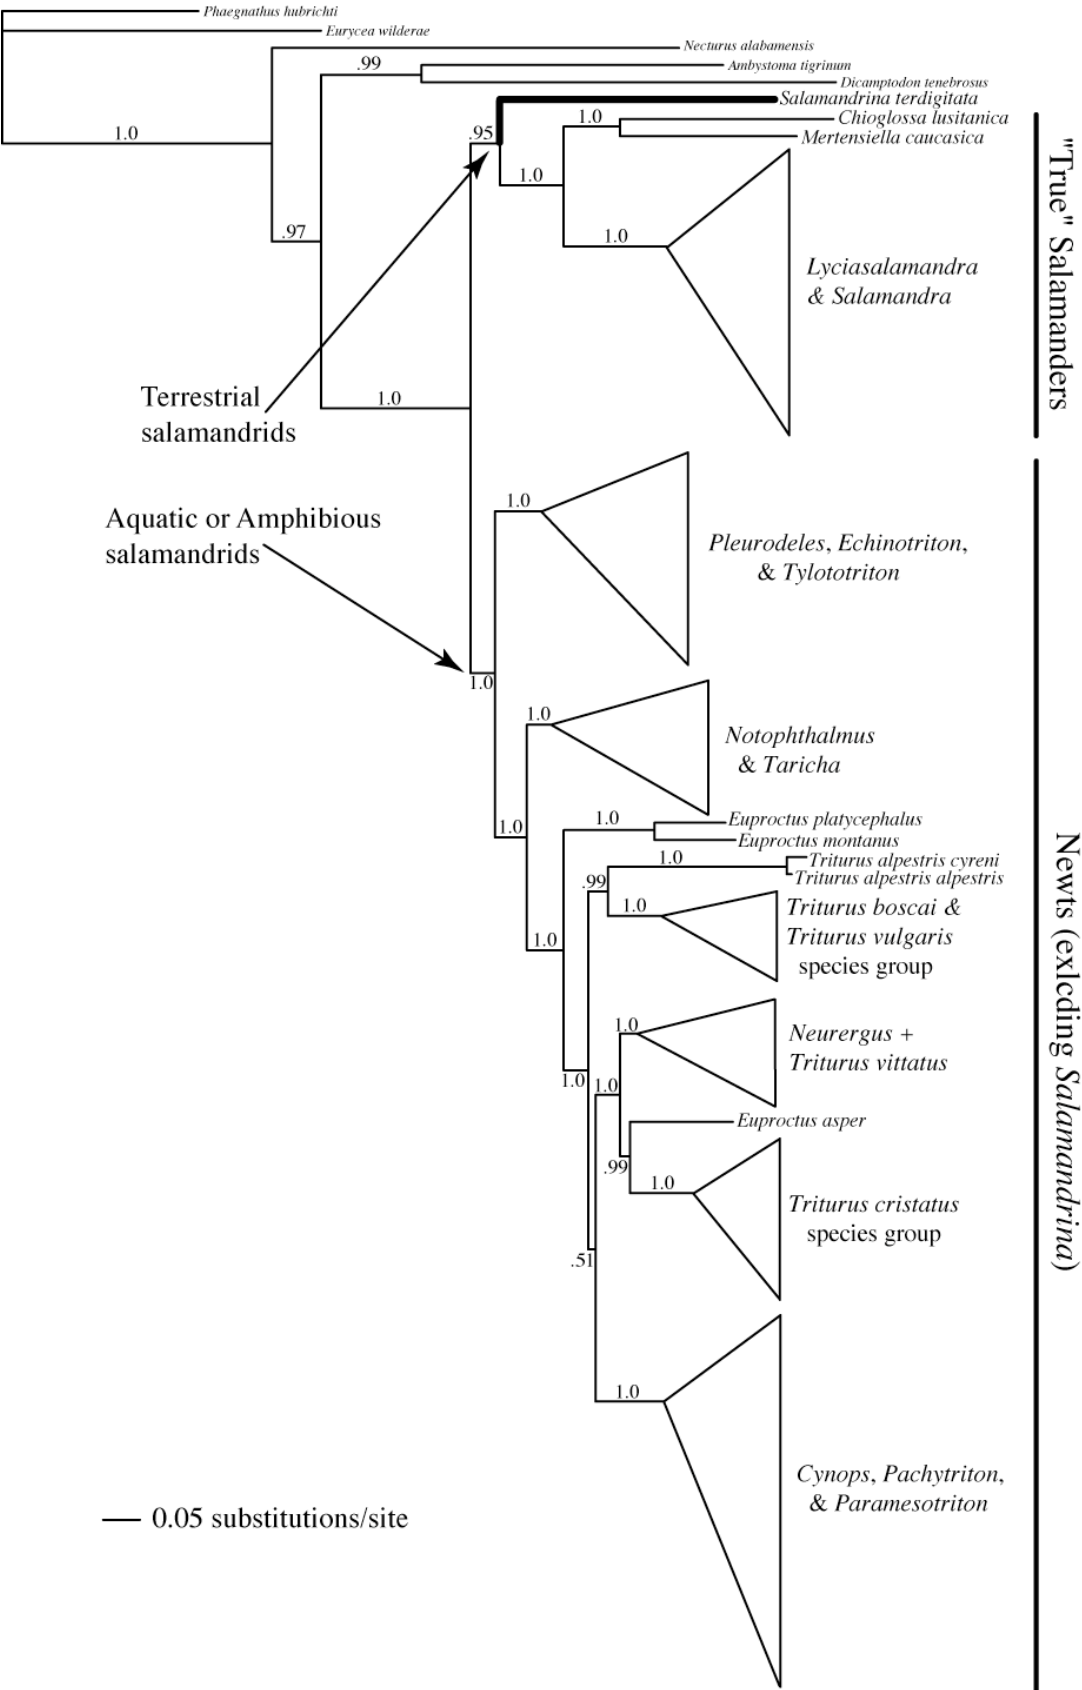 Phaegnathus hubrichti
Eurycea wilderae
Necturus alabamensis
.99
Ambystoma tigrinum
Dicamptodon tenebrosus
Salamandrina terdigitata
1.0
Chioglossa lusitanica
1.0
.95
Mertensiella caucasica
1.0
.97
1.0
Lyciasalamandra
& Salamandra
"True" Salamanders
Terrestrial
salamandrids
1.0
1.0
Aquatic or Amphibious
salamandrids
Pleurodeles, Echinotriton,
& Tylototriton
1.0
1.0
Notophthalmus
& Taricha
1.0
1.0
Euproctus platycephalus
Euproctus montanus
1.0
Triturus alpestris cyreni
Triturus alpestris alpestris
.99
1.0
Triturus boscai &
Triturus vulgaris
species group
1.0
Newts (exlcding Salamandrina)
1.0
Neurergus +
Triturus vittatus
1.0
1.0
Euproctus asper
.99
1.0
Triturus cristatus
species group
.51
1.0
Cynops, Pachytriton,
& Paramesotriton
0.05 substitutions/site